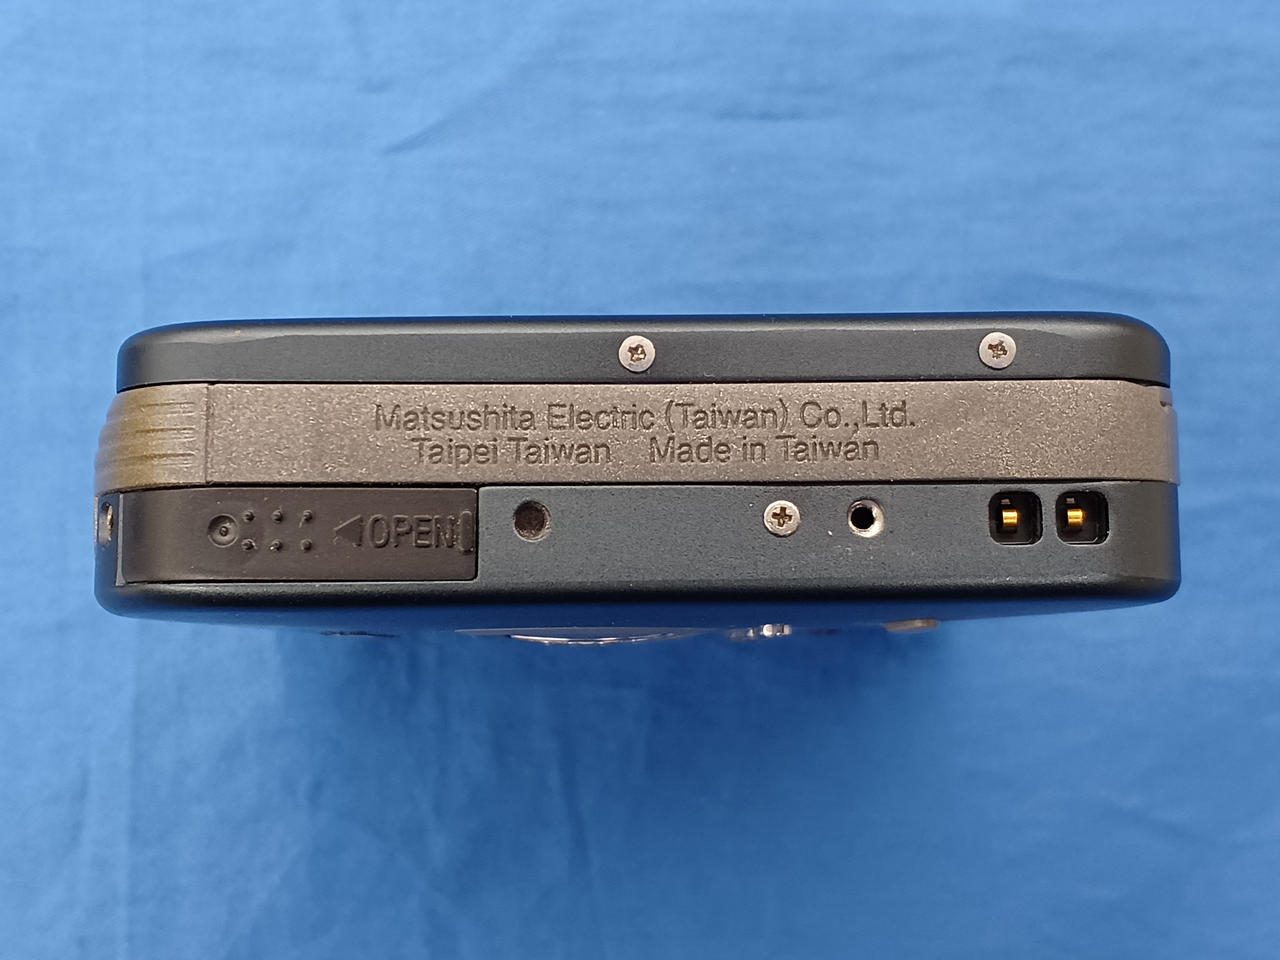 Matsushita Electric (Taiwan) Co.,Ltd.
Taipei Taiwan Made in Taiwan
OPEN